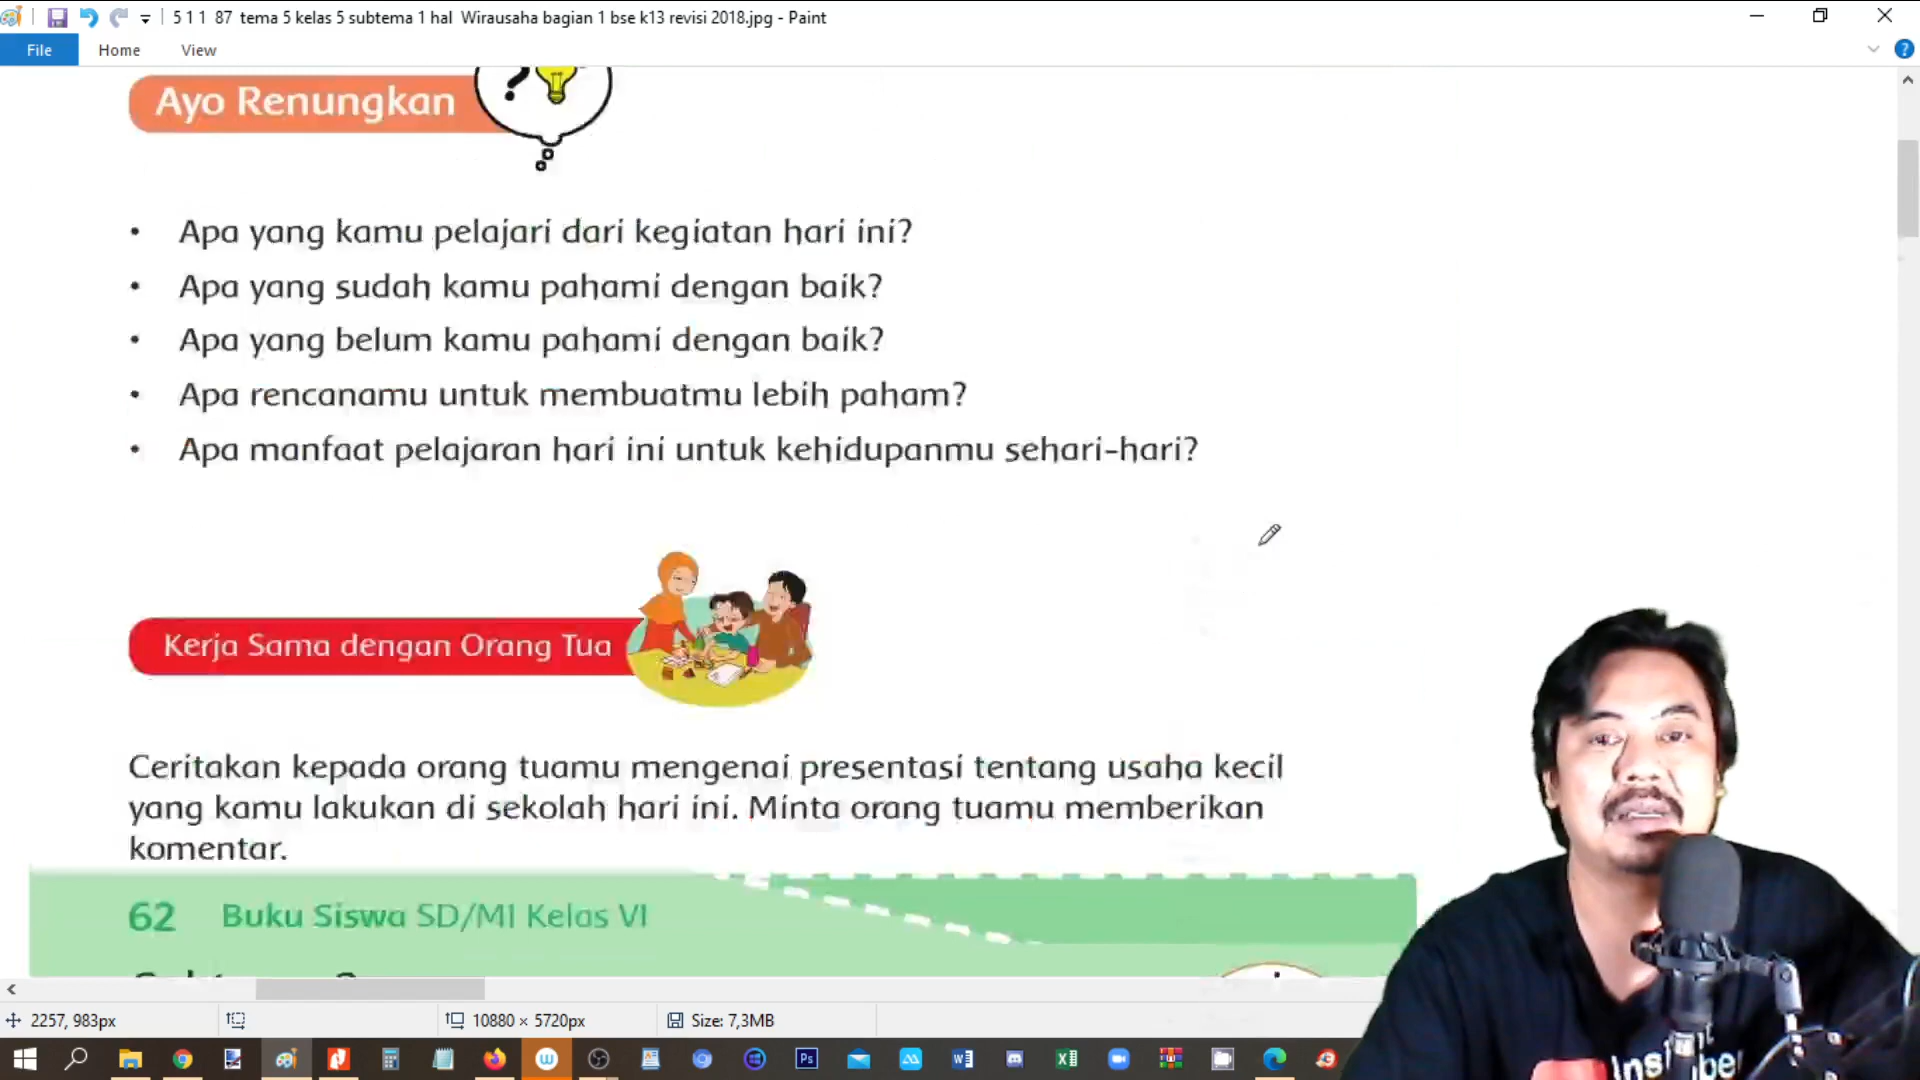 5 1 1 87 tema 5 kelas 5 subtema 1 hal Wirausaha bagian 1 bse k13 revisi 2018.jpg - Paint
File Home View
Ayo Renungkan
?
• Apa yang kamu pelajari dari kegiatan hari ini?
• Apa yang sudah kamu pahami dengan baik?
• Apa yang belum kamu pahami dengan baik?
• Apa rencanamu untuk membuatmu lebih paham?
• Apa manfaat pelajaran hari ini untuk kehidupanmu sehari-hari?
Kerja Sama dengan Orang Tua
Ceritakan kepada orang tuamu mengenai presentasi tentang usaha kecil
yang kamu lakukan di sekolah hari ini. Minta orang tuamu memberikan
komentar.
62 Buku Siswa SD/MI Kelas VI
2257, 983px
10880 × 5720px
Size: 7,3MB
Ps